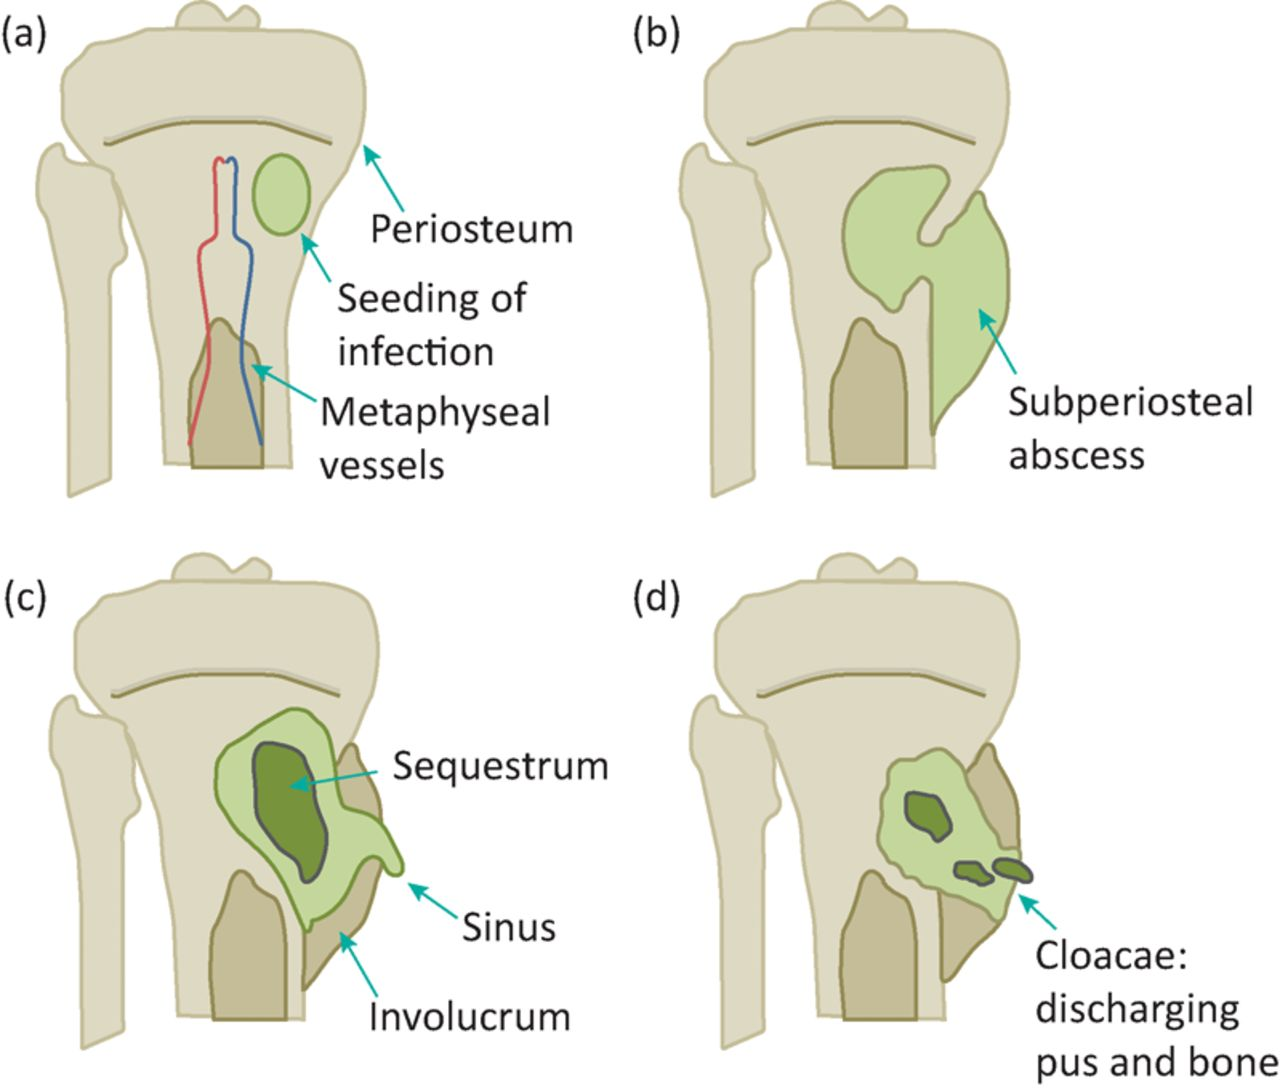 (a)
Periosteum
Seeding of
infection
Metaphyseal
vessels
(b)
Subperiosteal
abscess
(c)
Sequestrum
Sinus
Involucrum
(d)
Cloacae:
discharging
pus and bone